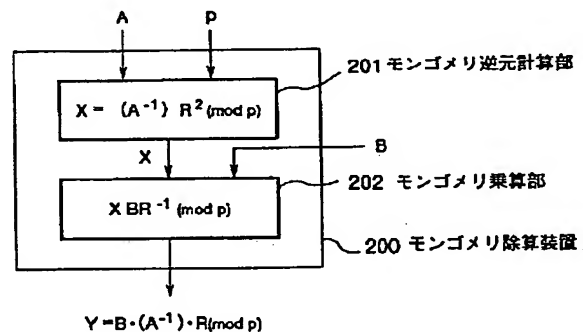 A p
201 モンゴメリ逆元計算部
X = (A⁻¹) R² (mod p)
X B
202 モンゴメリ乗算部
X BR⁻¹ (mod p)
200 モンゴメリ除算装置
Y=B・(A⁻¹)・R(mod p)